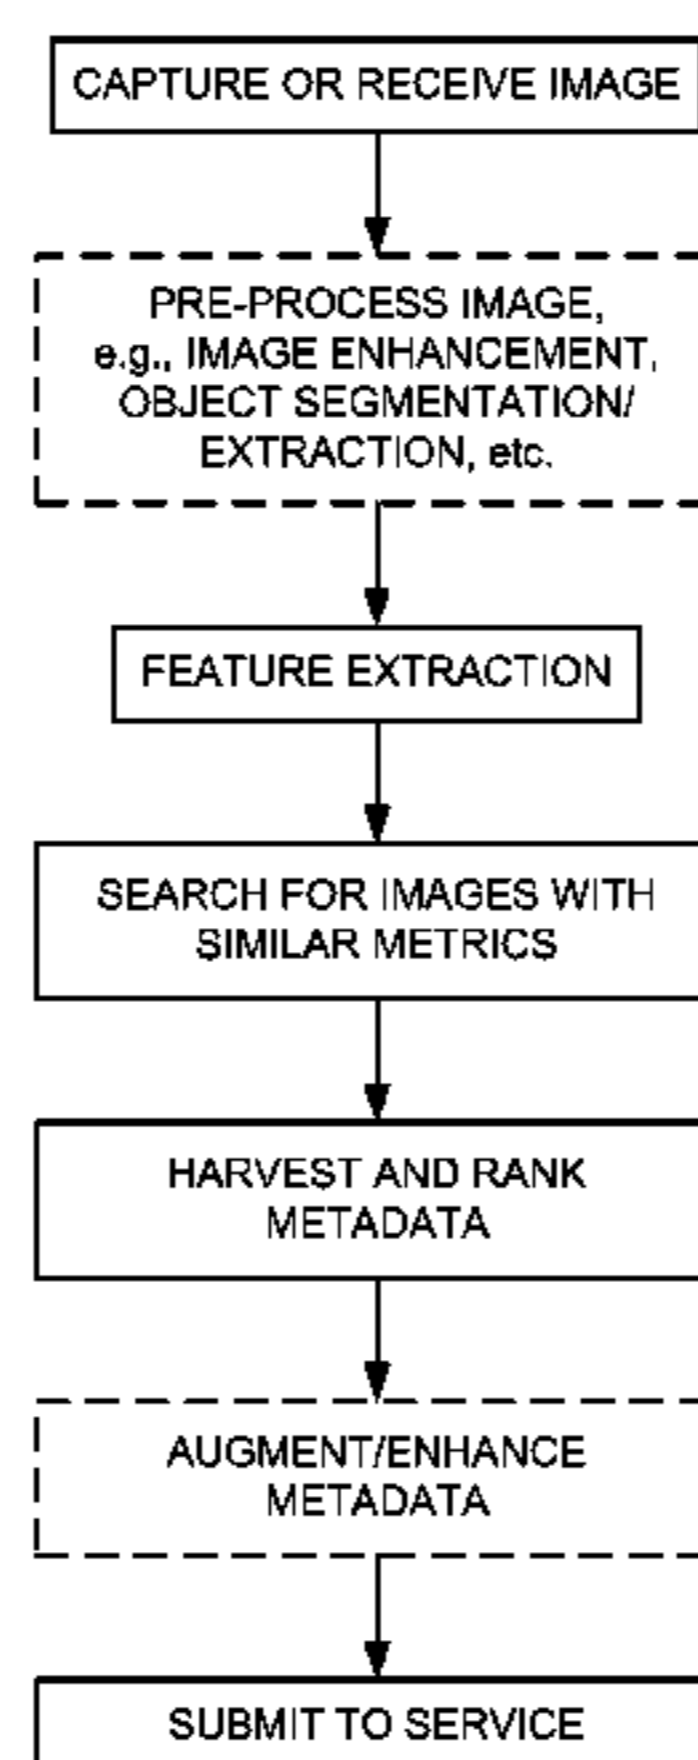 CAPTURE OR RECEIVE IMAGE
PRE-PROCESS IMAGE,
e.g., IMAGE ENHANCEMENT,
OBJECT SEGMENTATION/
EXTRACTION, etc.
FEATURE EXTRACTION
SEARCH FOR IMAGES WITH
SIMILAR METRICS
HARVEST AND RANK
METADATA
AUGMENT/ENHANCE
METADATA
SUBMIT TO SERVICE